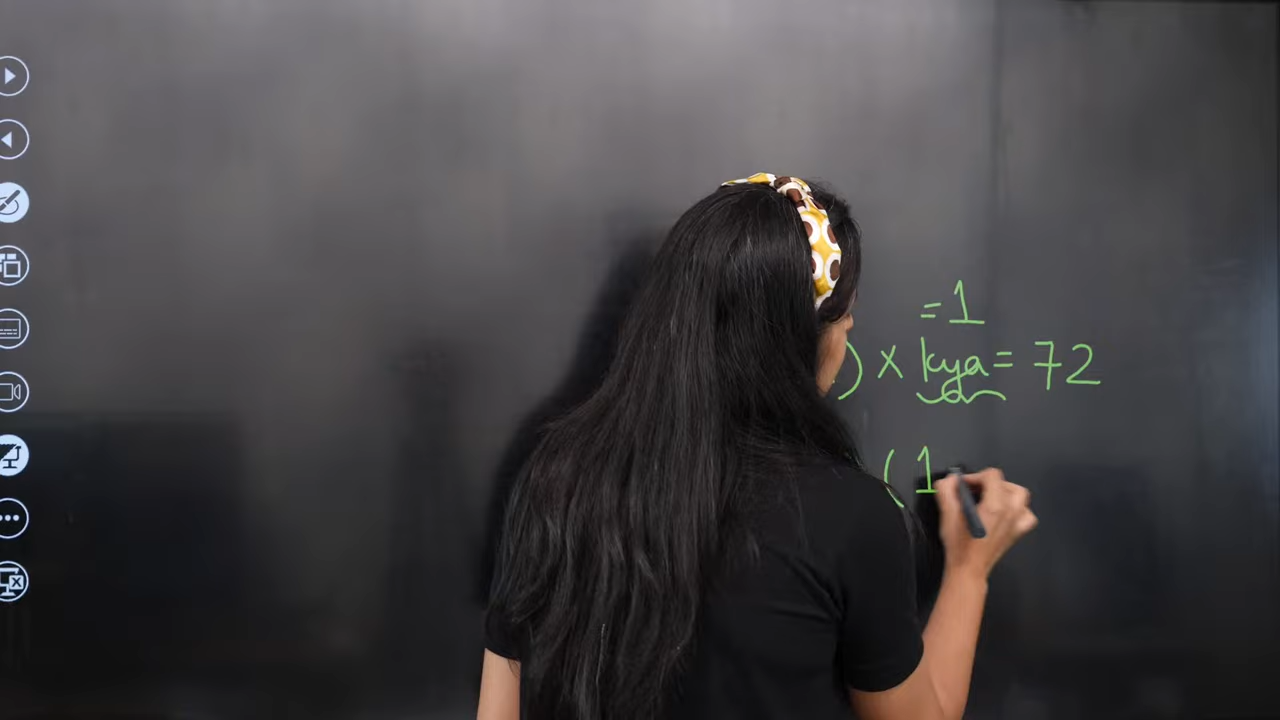 = 1
) × kya = 72
( 1